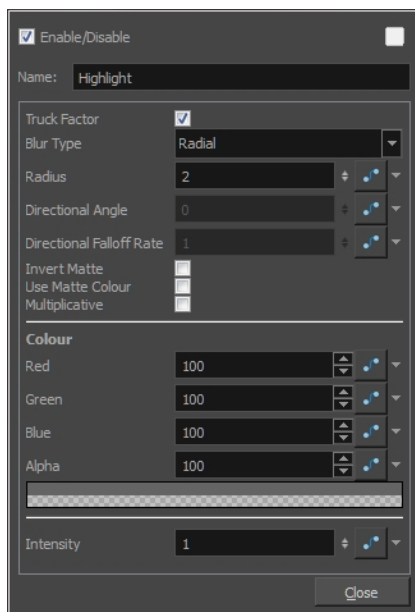 Enable/Disable
Name: Highlight
Truck Factor
Blur Type Radial
Radius 2
Directional Angle 0
Directional Falloff Rate 1
Invert Matte
Use Matte Colour
Multiplicative
Colour
Red 100
Green 100
Blue 100
Alpha 100
Intensity 1
Close